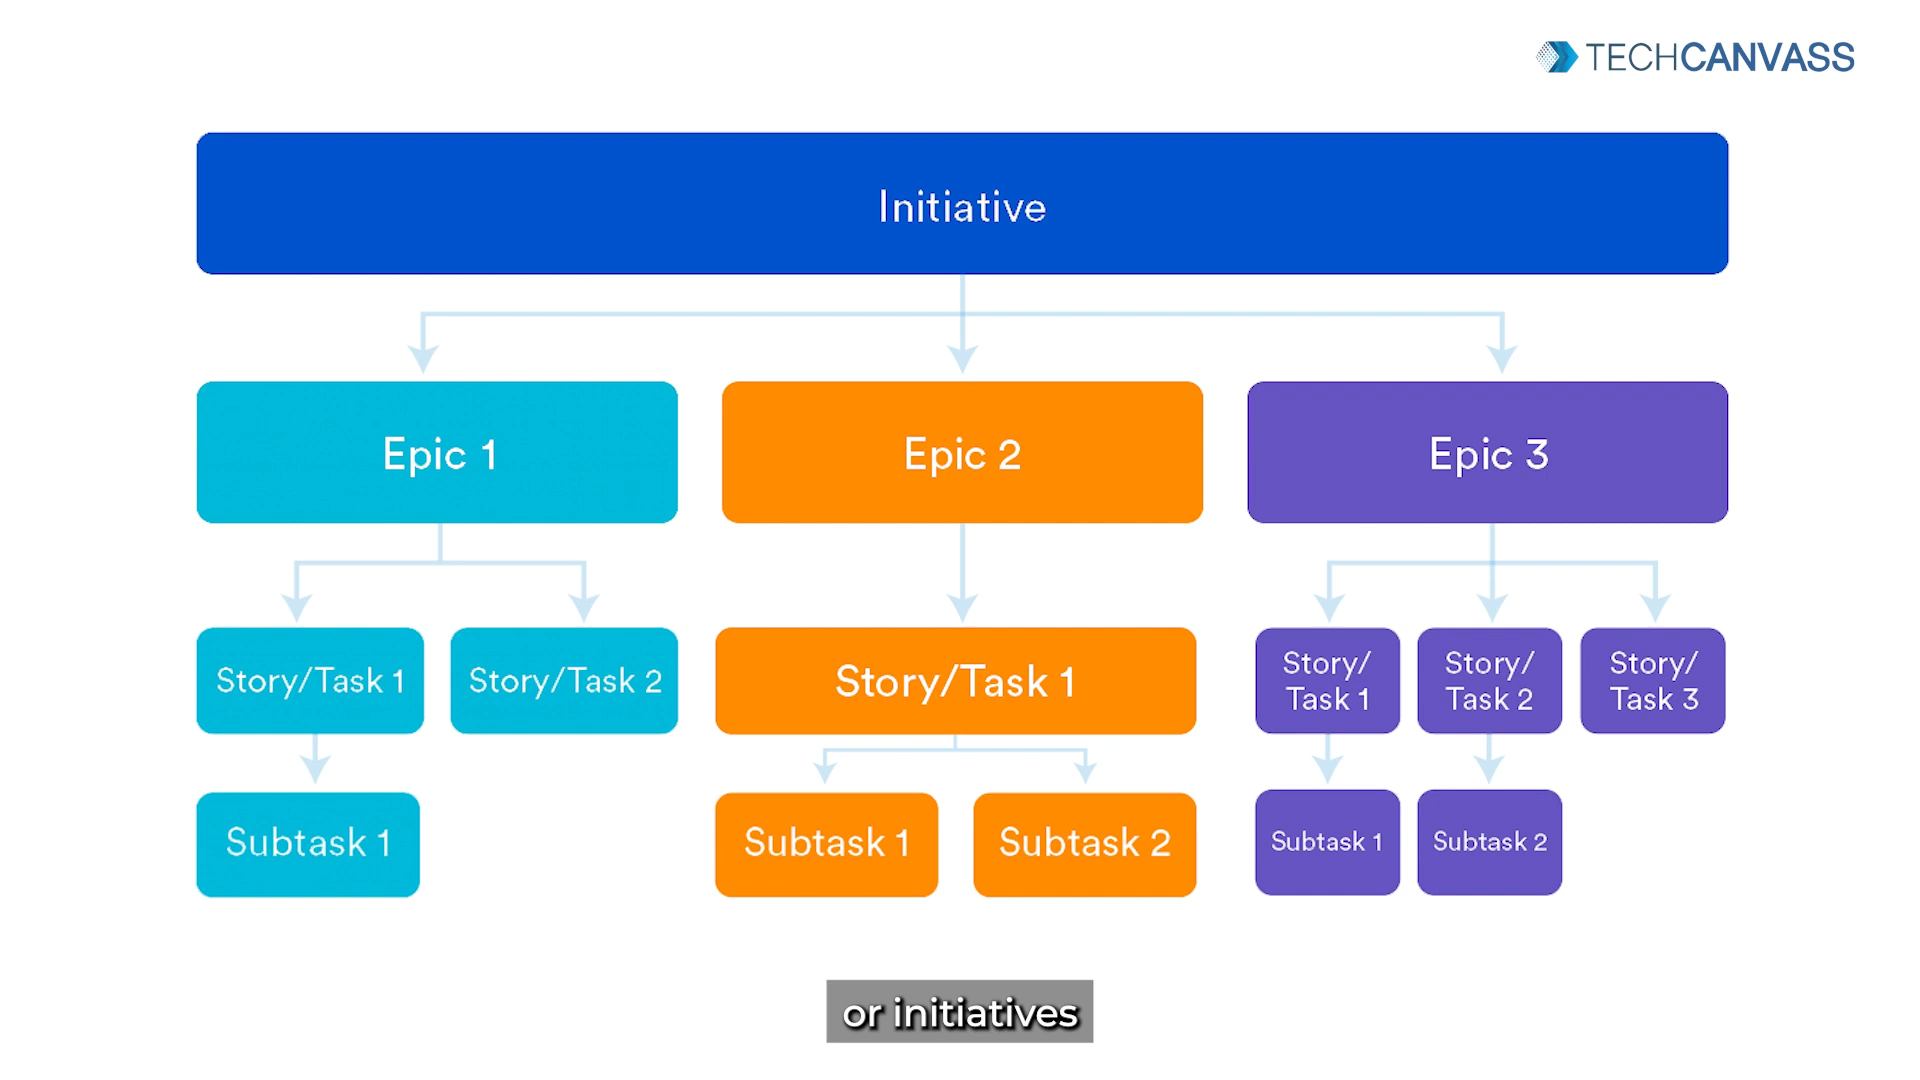 TECHCANVASS
Initiative
Epic 1
Epic 2
Epic 3
Story/Task 1
Story/Task 2
Story/Task 1
Story/
Task 1
Story/
Task 2
Story/
Task 3
Subtask 1
Subtask 1
Subtask 2
Subtask 1
Subtask 2
or initiatives